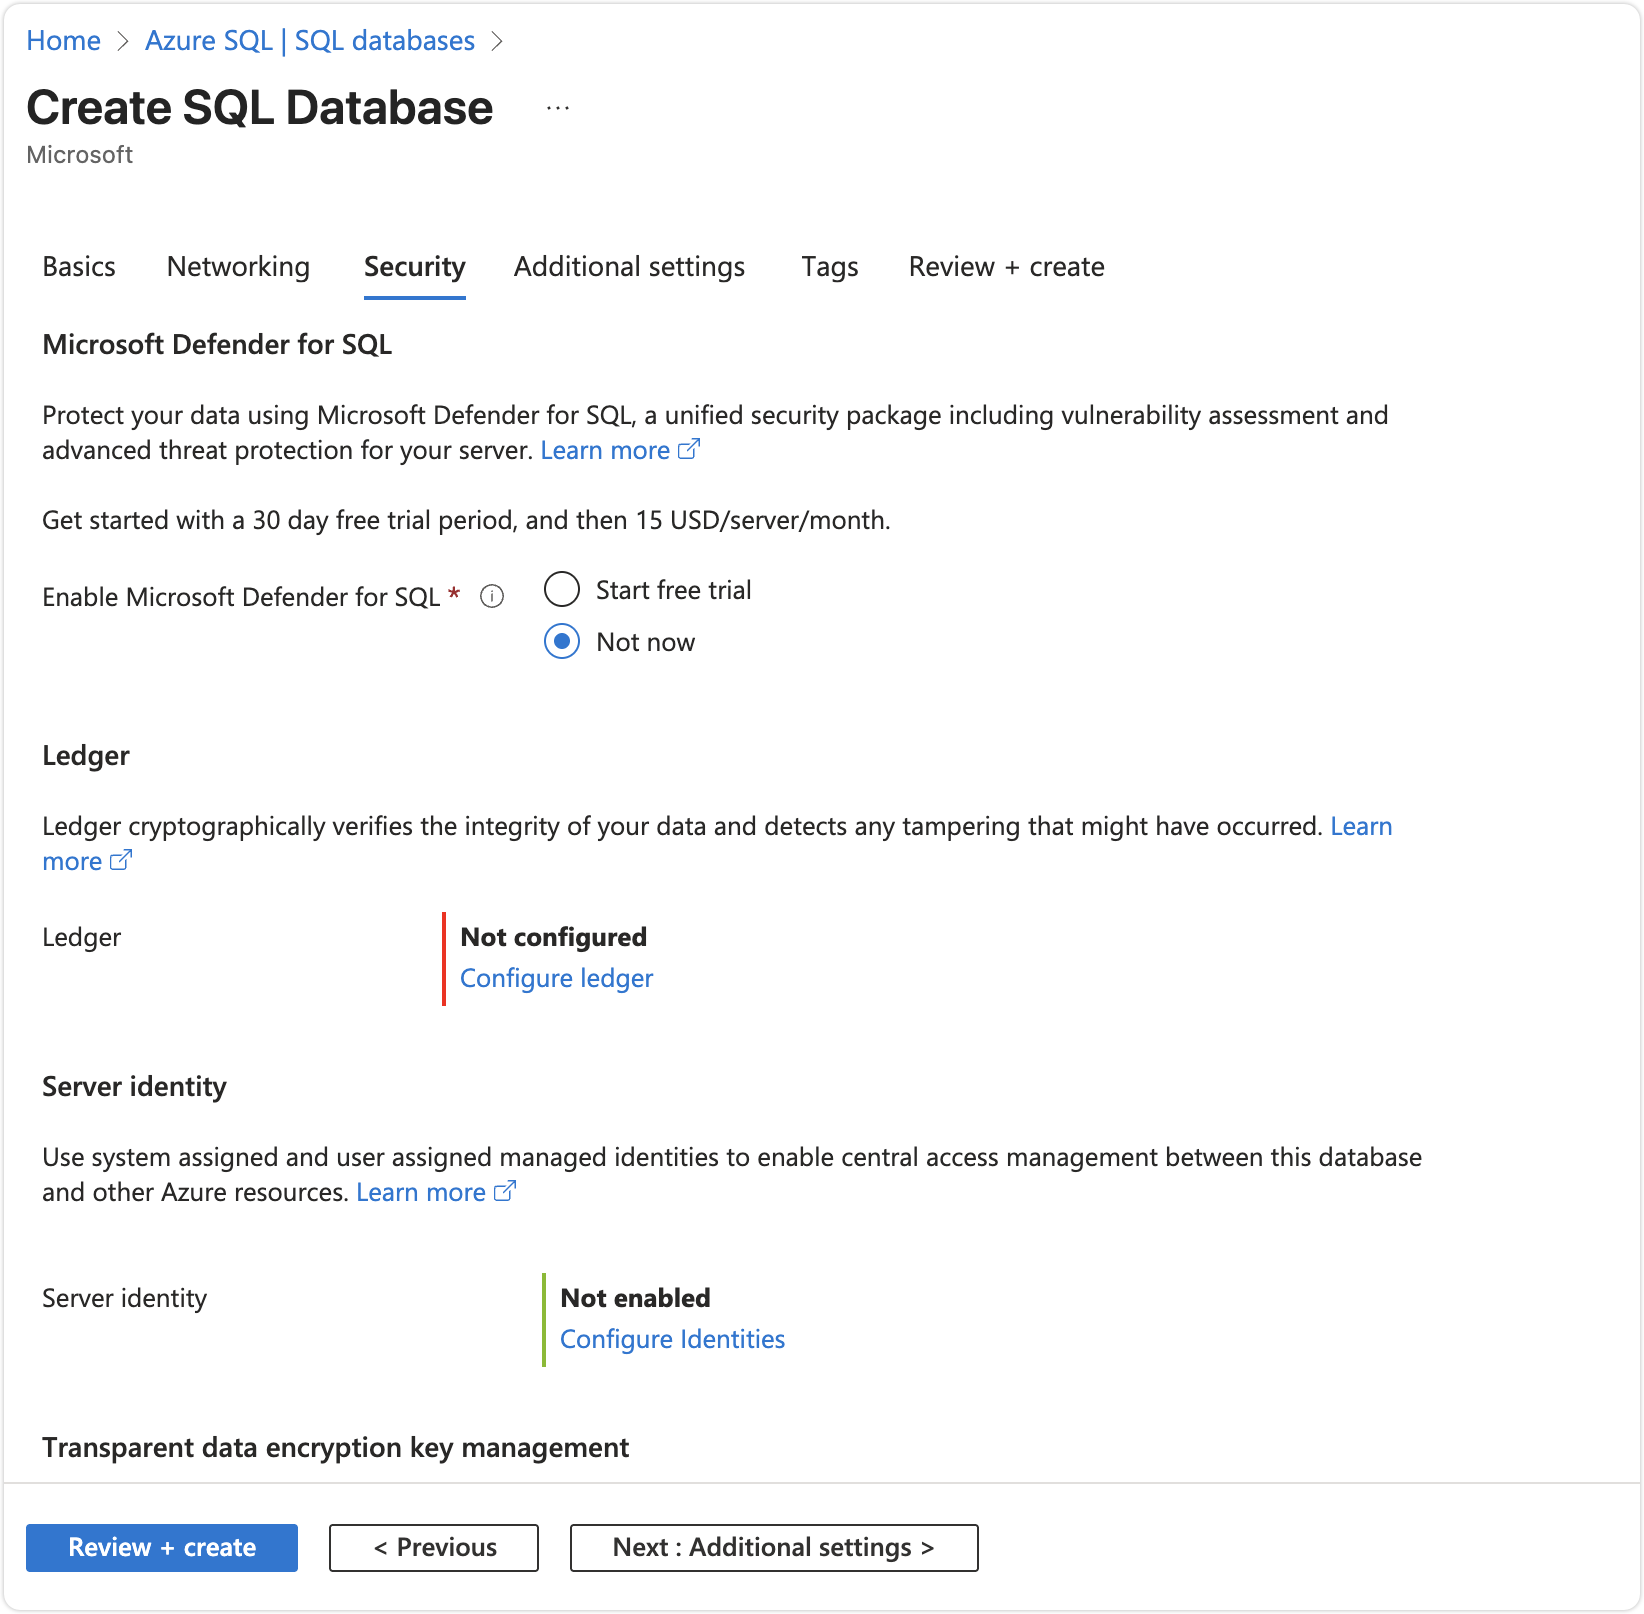 Home > Azure SQL | SQL databases >
Create SQL Database ...
Microsoft
Basics Networking Security Additional settings Tags Review + create
Microsoft Defender for SQL
Protect your data using Microsoft Defender for SQL, a unified security package including vulnerability assessment and
advanced threat protection for your server. Learn more
Get started with a 30 day free trial period, and then 15 USD/server/month.
Enable Microsoft Defender for SQL * Start free trial
Not now
Ledger
Ledger cryptographically verifies the integrity of your data and detects any tampering that might have occurred. Learn
more
Ledger Not configured
Configure ledger
Server identity
Use system assigned and user assigned managed identities to enable central access management between this database
and other Azure resources. Learn more
Server identity Not enabled
Configure Identities
Transparent data encryption key management
Review + create < Previous Next : Additional settings >